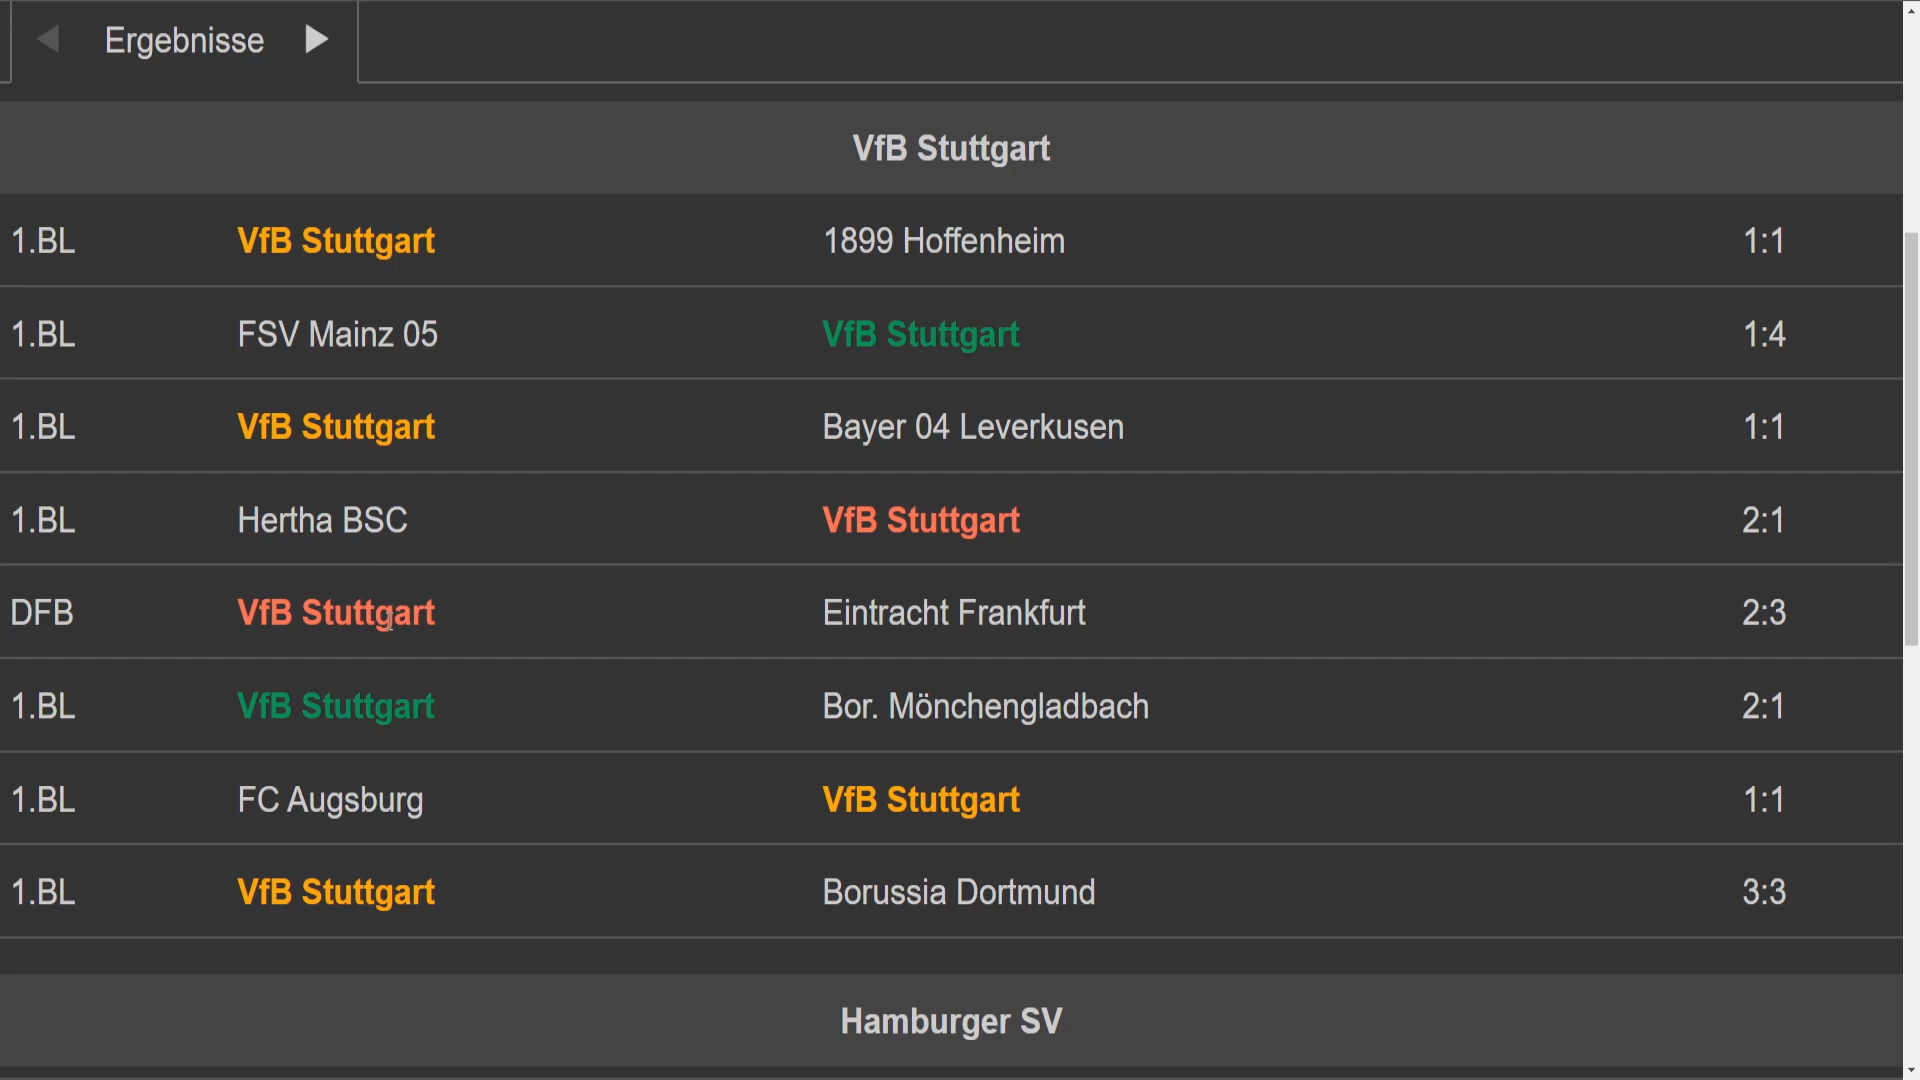 Ergebnisse
VfB Stuttgart
1.BL VfB Stuttgart 1899 Hoffenheim 1:1
1.BL FSV Mainz 05 VfB Stuttgart 1:4
1.BL VfB Stuttgart Bayer 04 Leverkusen 1:1
1.BL Hertha BSC VfB Stuttgart 2:1
DFB VfB Stuttgart Eintracht Frankfurt 2:3
1.BL VfB Stuttgart Bor. Mönchengladbach 2:1
1.BL FC Augsburg VfB Stuttgart 1:1
1.BL VfB Stuttgart Borussia Dortmund 3:3
Hamburger SV